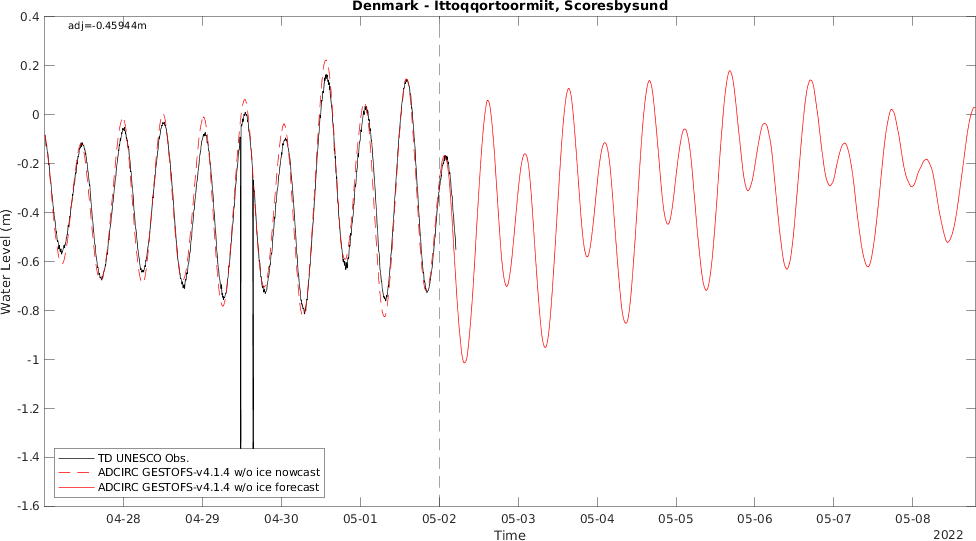 Denmark - Ittoqqortoormiit, Scoresbysund
adj=-0.45944m
0.4
0.2
0
-0.2
-0.4
-0.6
-0.8
-1
-1.2
-1.4
-1.6
Water Level (m)
TD UNESCO Obs.
ADCIRC GESTOFS-v4.1.4 w/o ice nowcast
ADCIRC GESTOFS-v4.1.4 w/o ice forecast
04-28 04-29 04-30 05-01 05-02 05-03 05-04 05-05 05-06 05-07 05-08
Time
2022